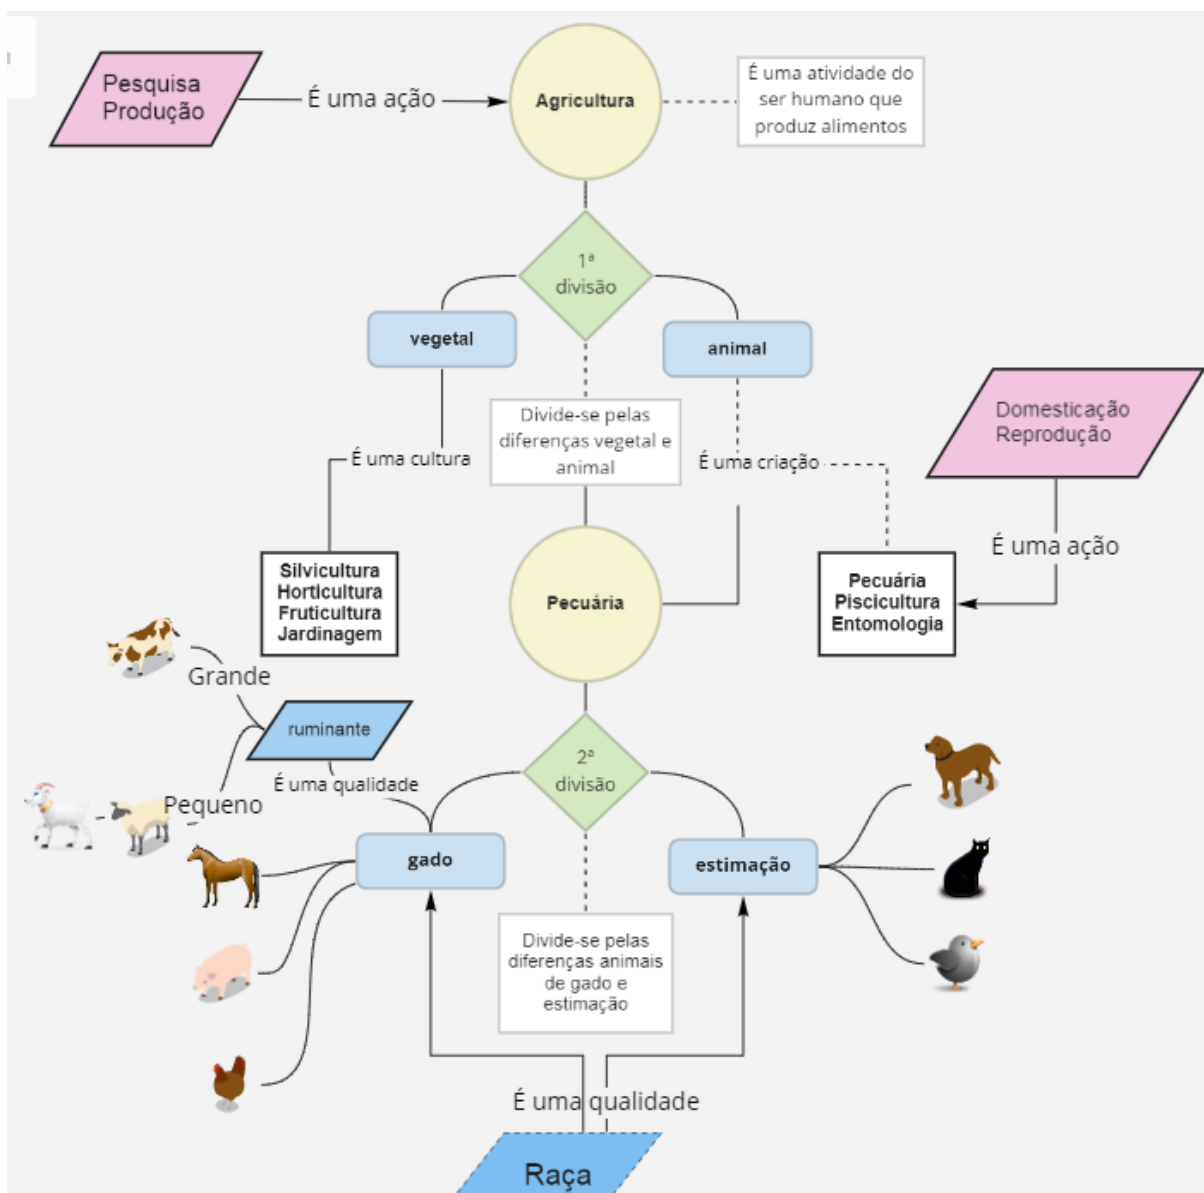 Pesquisa
Produção
É uma ação
Agricultura
É uma atividade do
ser humano que
produz alimentos
1ª
divisão
vegetal
animal
Divide-se pelas
diferenças vegetal e
animal
É uma cultura
É uma criação
Domesticação
Reprodução
É uma ação
Silvicultura
Horticultura
Fruticultura
Jardinagem
Pecuária
Pecuária
Piscicultura
Entomologia
Grande
ruminante
É uma qualidade
Pequeno
2ª
divisão
gado
estimação
Divide-se pelas
diferenças animais
de gado e
estimação
É uma qualidade
Raça